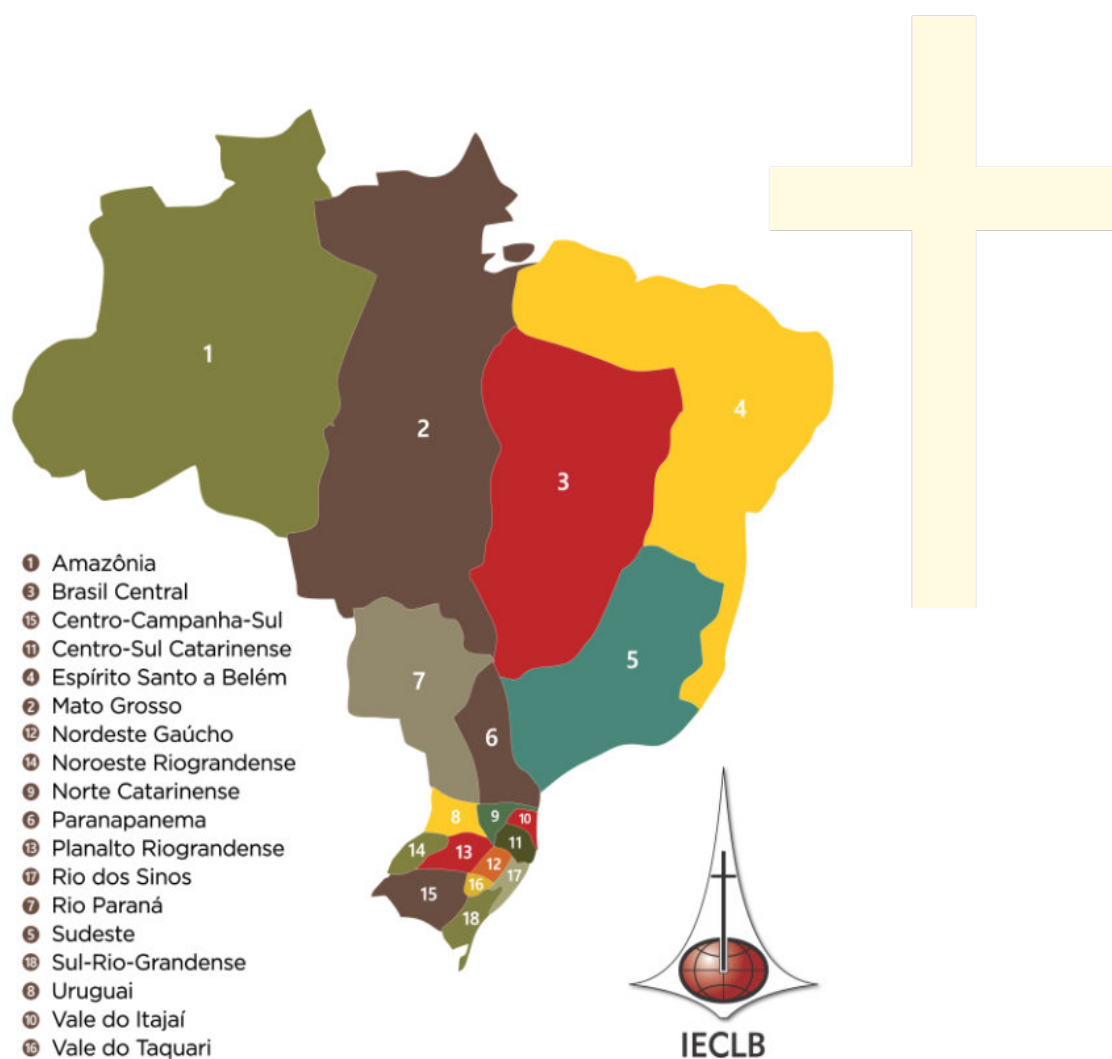 1
2
3
4
5
7
6
8
9
10
14
13
11
12
17
16
15
18
1 Amazônia
3 Brasil Central
15 Centro-Campanha-Sul
11 Centro-Sul Catarinense
4 Espírito Santo a Belém
2 Mato Grosso
12 Nordeste Gaúcho
14 Noroeste Riograndense
9 Norte Catarinense
6 Paranapanema
13 Planalto Riograndense
17 Rio dos Sinos
7 Rio Paraná
5 Sudeste
18 Sul-Rio-Grandense
8 Uruguai
10 Vale do Itajaí
16 Vale do Taquari
IECLB